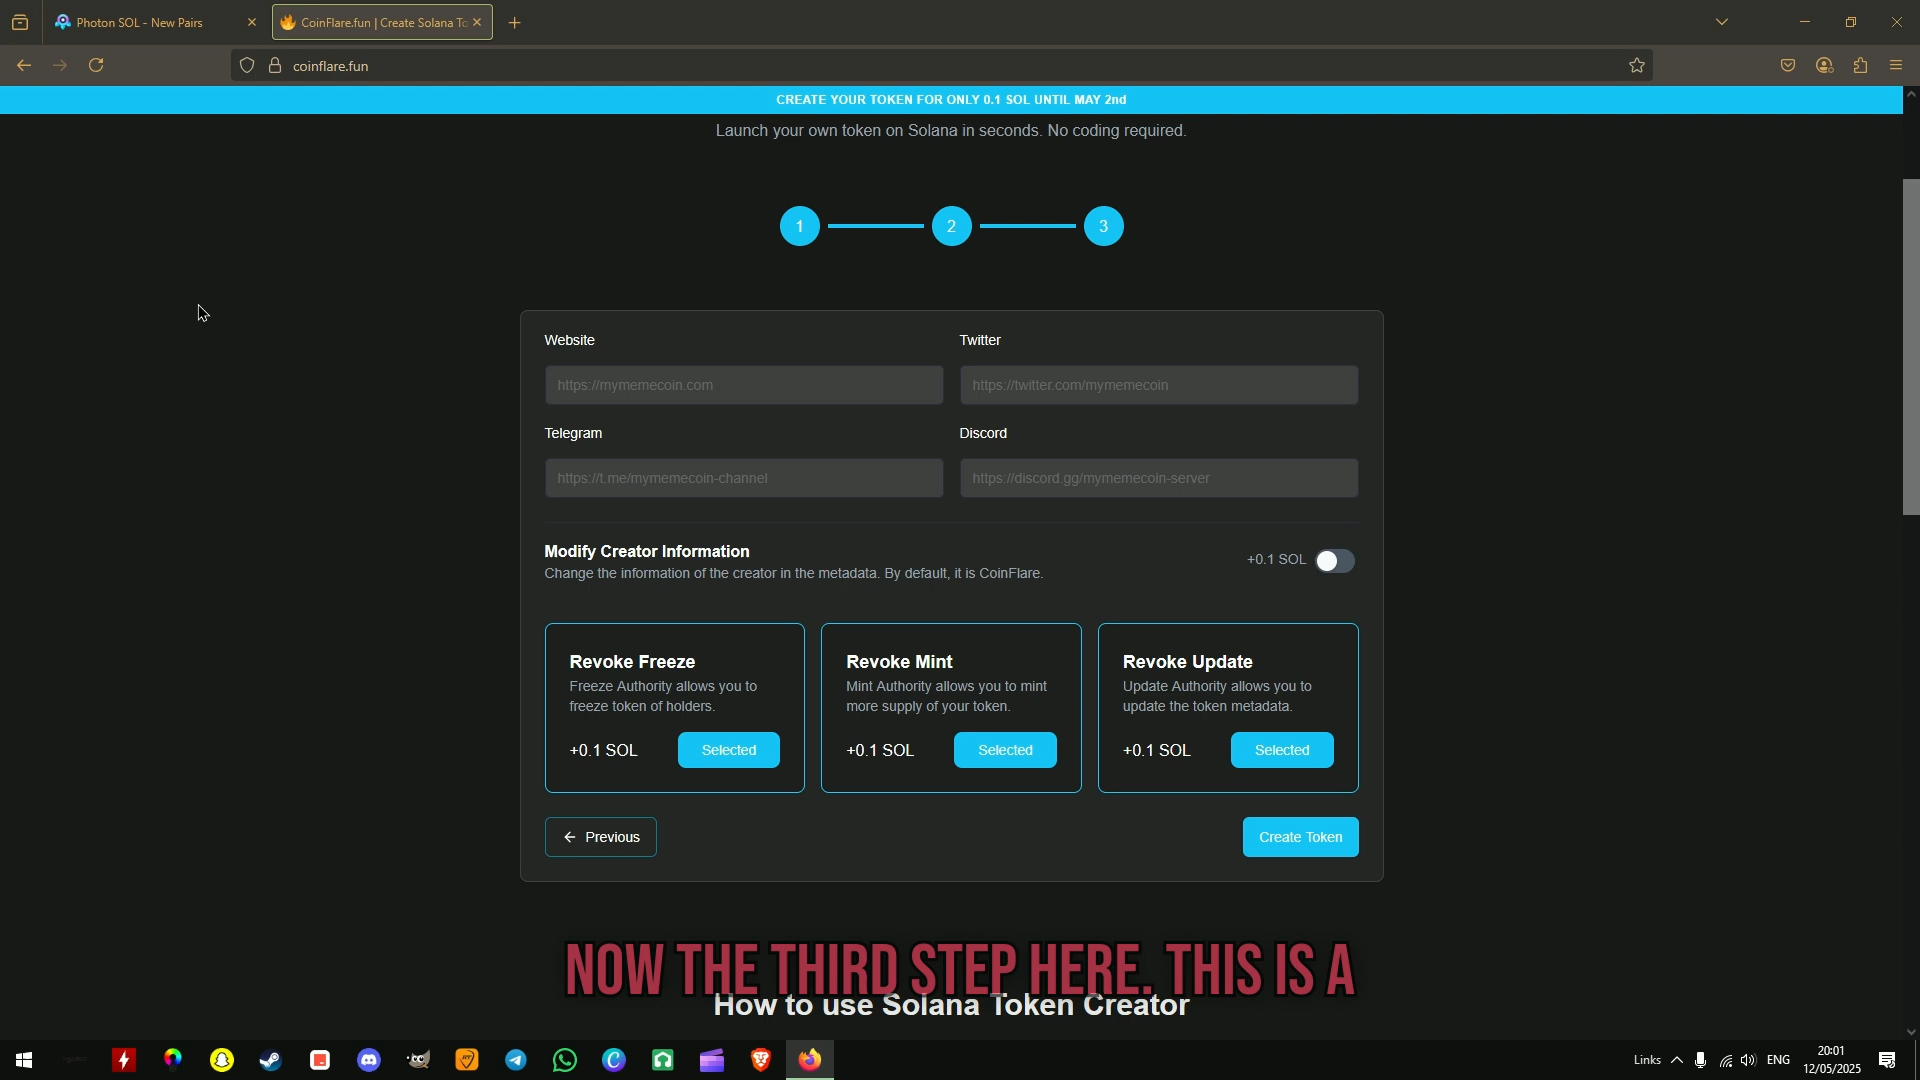 Photon SOL - New Pairs
CoinFlare.fun | Create Solana To
coinflare.fun
CREATE YOUR TOKEN FOR ONLY 0.1 SOL UNTIL MAY 2nd
Launch your own token on Solana in seconds. No coding required.
1
2
3
Website
Twitter
https://mymemecoin.com
https://twitter.com/mymemecoin
Telegram
Discord
https://t.me/mymemecoin-channel
https://discord.gg/mymemecoin-server
Modify Creator Information
+0.1 SOL
Change the information of the creator in the metadata. By default, it is CoinFlare.
Revoke Freeze
Freeze Authority allows you to
freeze token of holders.
+0.1 SOL
Selected
Revoke Mint
Mint Authority allows you to mint
more supply of your token.
+0.1 SOL
Selected
Revoke Update
Update Authority allows you to
update the token metadata.
+0.1 SOL
Selected
Previous
Create Token
NOW THE THIRD STEP HERE. THIS IS A
How to use Solana Token Creator
Links
ENG
20:01
12/05/2025